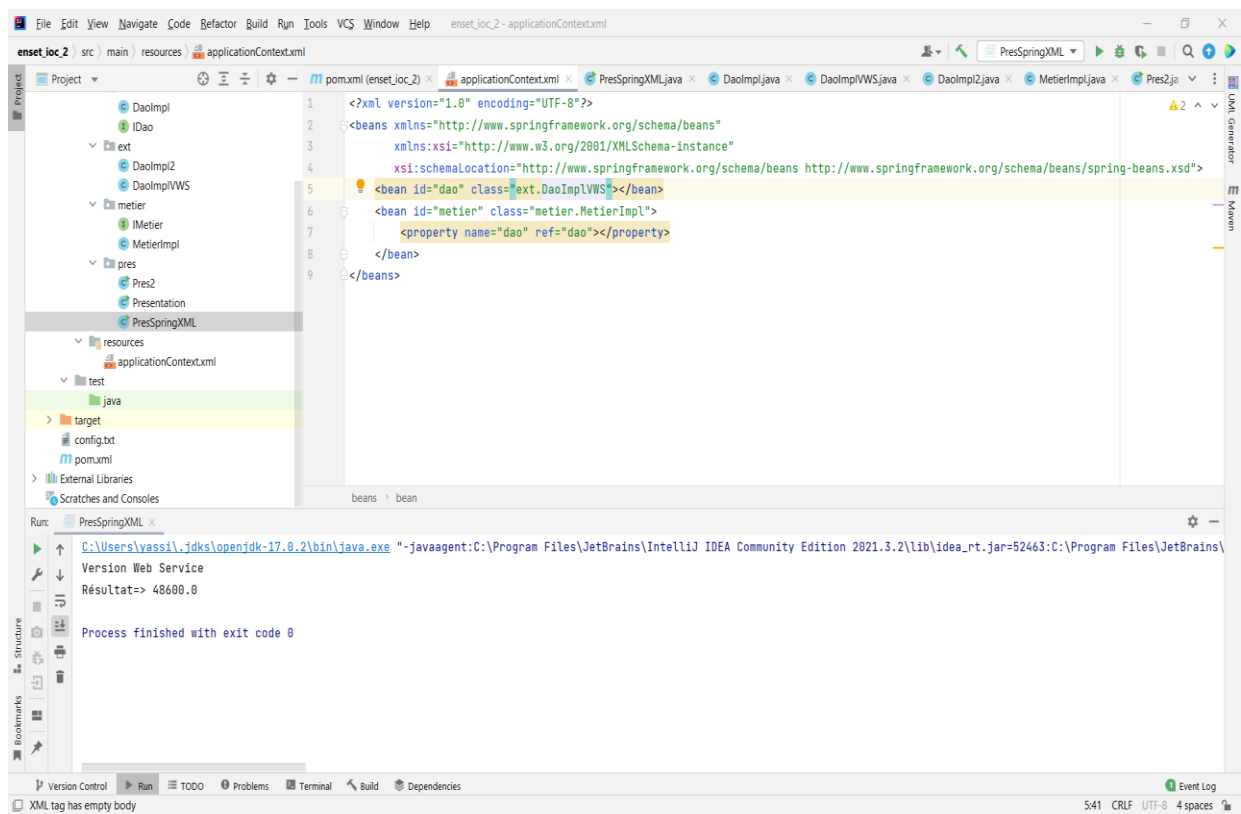 File Edit View Navigate Code Refactor Build Run Tools VCS Window Help enset_ioc_2 - applicationContext.xml
enset_ioc_2 src main resources applicationContext.xml PresSpringXML
Project pom.xml (enset_ioc_2) applicationContext.xml PresSpringXML.java DaoImpl.java DaoImplVWS.java DaoImpl2.java MetierImpl.java Pres2.ja
Project
DaoImpl
IDao
ext
DaoImpl2
DaoImplVWS
metier
IMetier
MetierImpl
pres
Pres2
Presentation
PresSpringXML
resources
applicationContext.xml
test
java
target
config.txt
pom.xml
External Libraries
Scratches and Consoles
1 <?xml version="1.0" encoding="UTF-8"?>
2 <beans xmlns="http://www.springframework.org/schema/beans"
3 xmlns:xsi="http://www.w3.org/2001/XMLSchema-instance"
4 xsi:schemaLocation="http://www.springframework.org/schema/beans http://www.springframework.org/schema/beans/spring-beans.xsd">
5 <bean id="dao" class="ext.DaoImplVWS"></bean>
6 <bean id="metier" class="metier.MetierImpl">
7 <property name="dao" ref="dao"></property>
8 </bean>
9 </beans>
2
UML Generator
m Maven
beans bean
Run: PresSpringXML
C:\Users\yassi\.jdks\openjdk-17.0.2\bin\java.exe "-javaagent:C:\Program Files\JetBrains\IntelliJ IDEA Community Edition 2021.3.2\lib\idea_rt.jar=52463:C:\Program Files\JetBrains\
Version Web Service
Résultat=> 48600.0
Process finished with exit code 0
Structure
Bookmarks
Version Control Run TODO Problems Terminal Build Dependencies 1 Event Log
XML tag has empty body 5:41 CRLF UTF-8 4 spaces